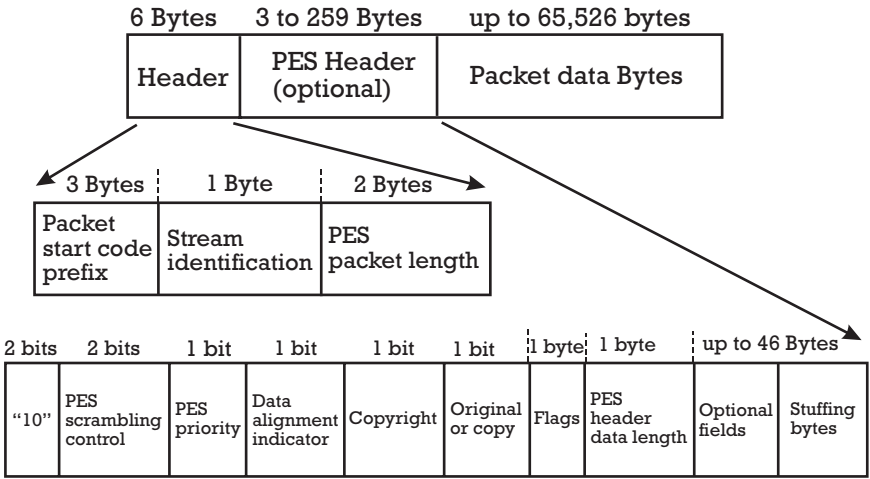 6 Bytes 3 to 259 Bytes up to 65,526 bytes
Header
PES Header
(optional)
Packet data Bytes
3 Bytes 1 Byte 2 Bytes
Packet
start code
prefix
Stream
identification
PES
packet length
2 bits 2 bits 1 bit 1 bit 1 bit 1 bit 1 byte 1 byte up to 46 Bytes
“10”
PES
scrambling
control
PES
priority
Data
alignment
indicator
Copyright
Original
or copy
Flags
PES
header
data length
Optional
fields
Stuffing
bytes